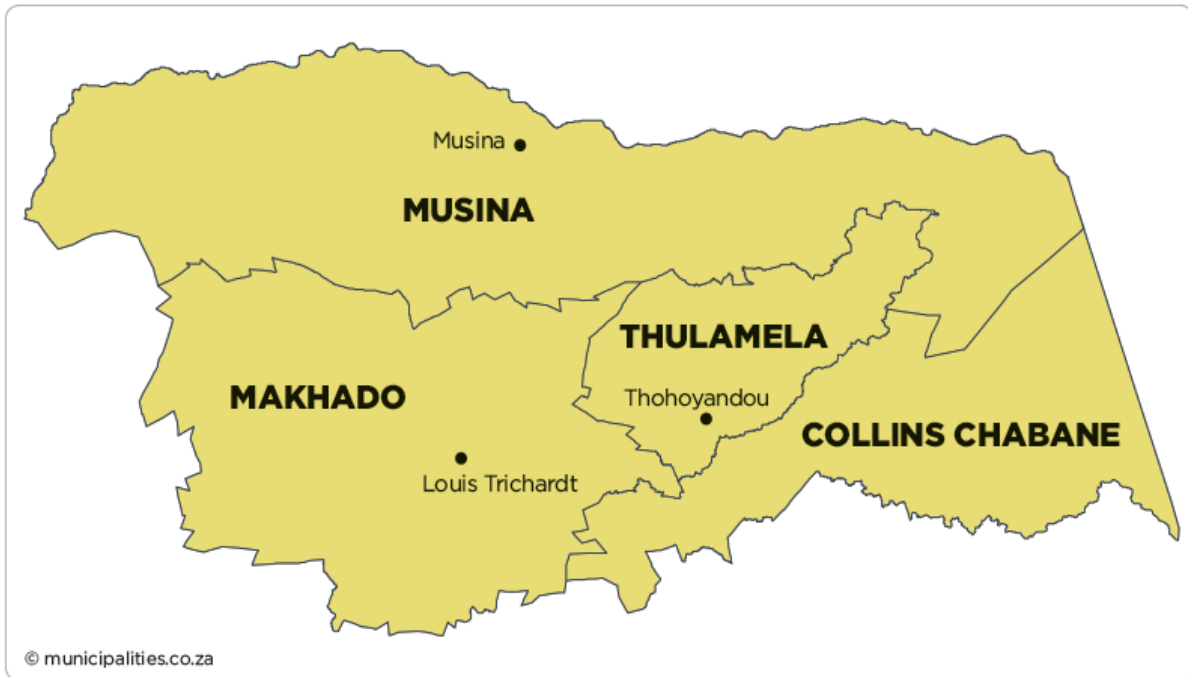 Musina
MUSINA
THULAMELA
MAKHADO
Thohoyandou
COLLINS CHABANE
Louis Trichardt
© municipalities.co.za